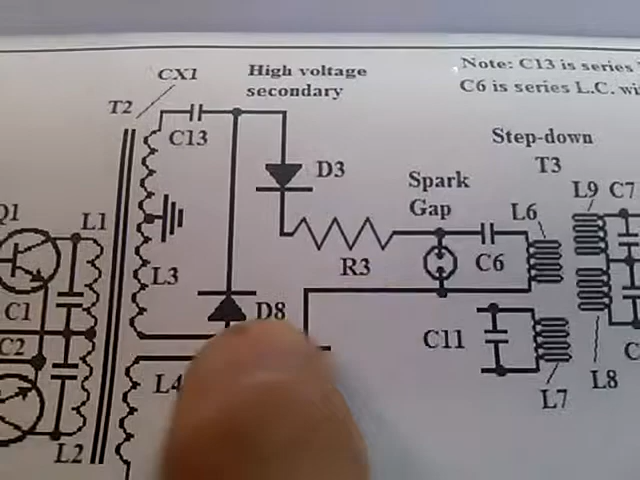 Note: C13 is series
C6 is series L.C.
CX1
High voltage
secondary
T2
C13
Step-down
T3
D3
Spark
Gap
L9 C7
Q1
L1
L6
L3
R3
C6
C1
D8
C2
C11
L4
L8
L7
L2